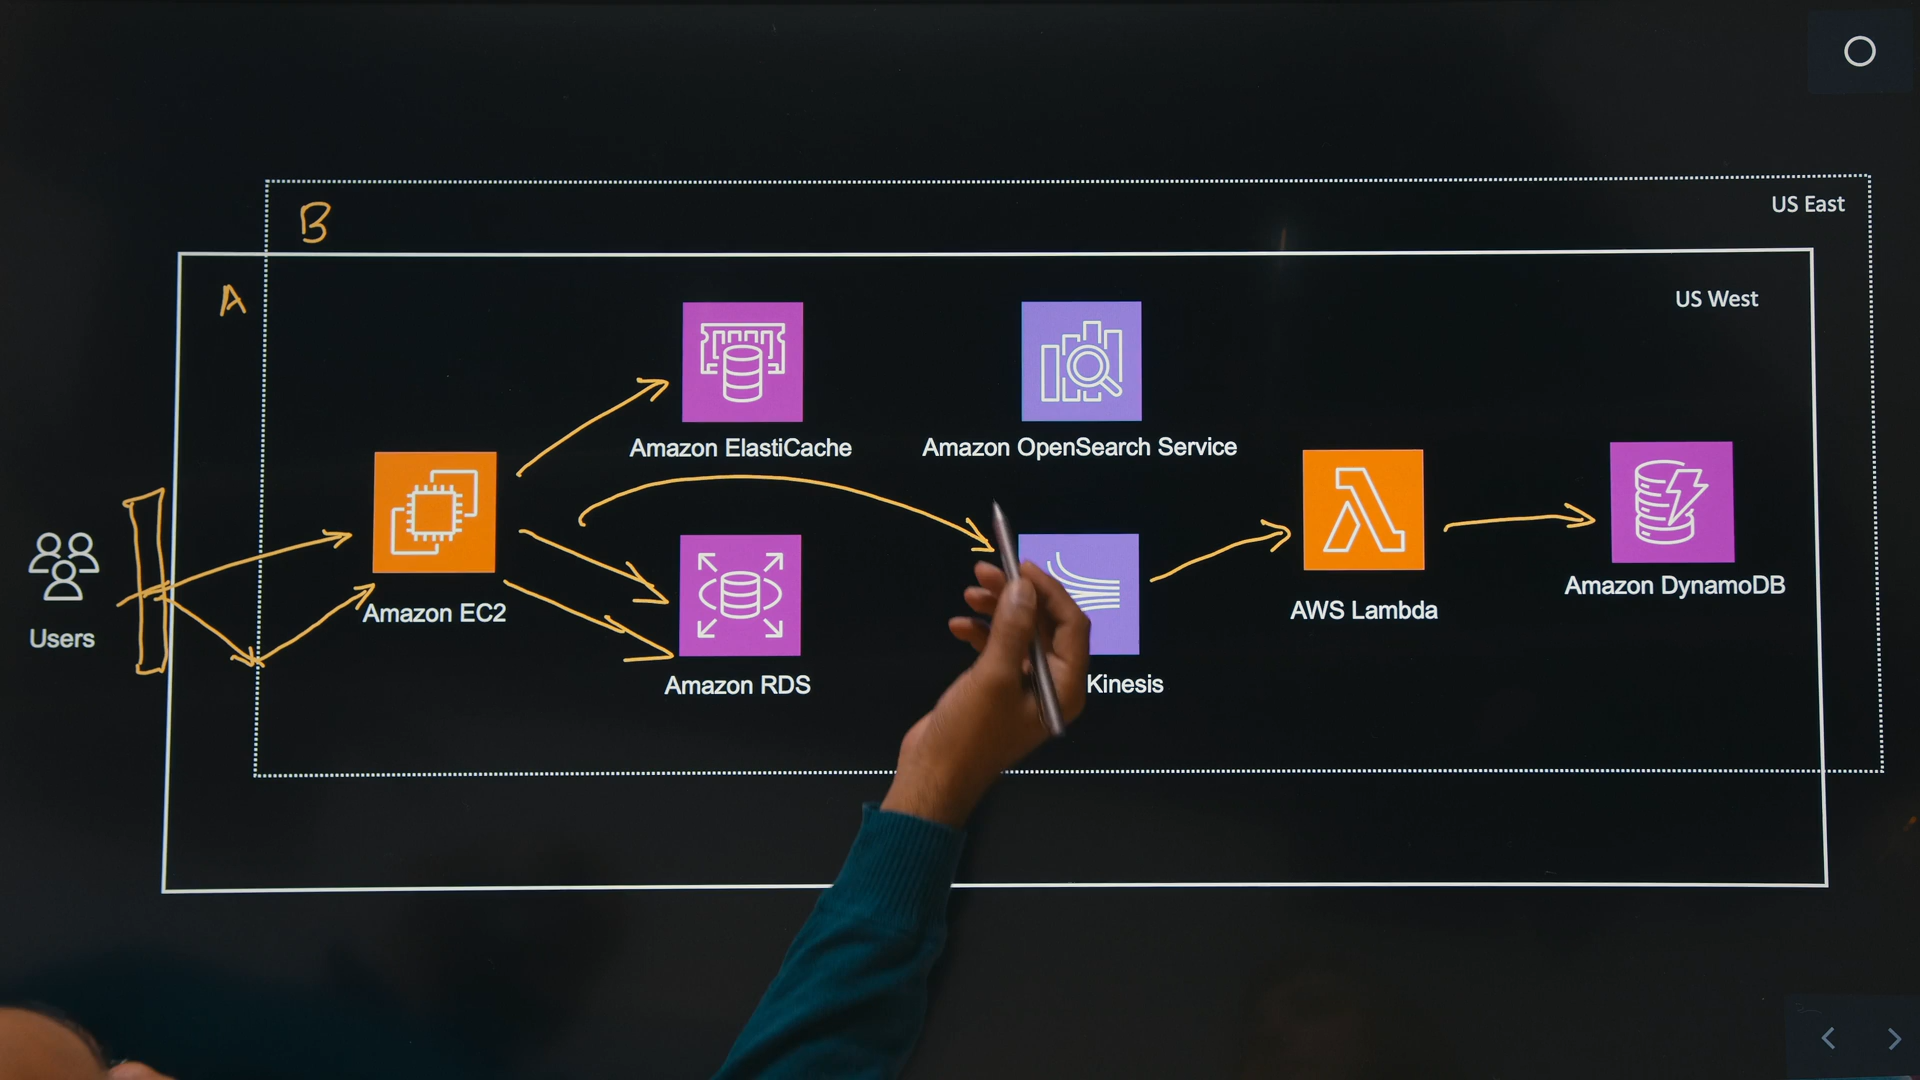 US East
B
US West
A
Amazon ElastiCache
Amazon OpenSearch Service
Users
Amazon EC2
Amazon RDS
Kinesis
AWS Lambda
Amazon DynamoDB